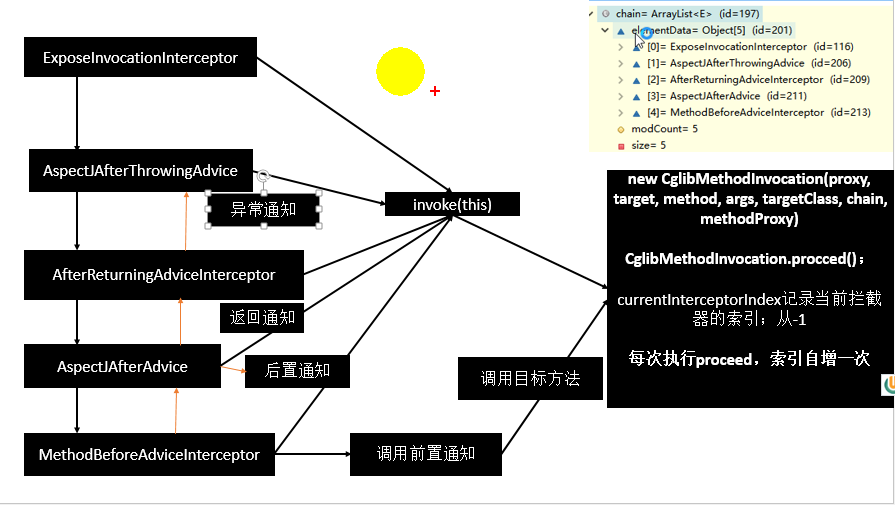 chain= ArrayList<E> (id=197)
elementData= Object[5] (id=201)
[0]= ExposeInvocationInterceptor (id=116)
[1]= AspectJAfterThrowingAdvice (id=206)
[2]= AfterReturningAdviceInterceptor (id=209)
[3]= AspectJAfterAdvice (id=211)
[4]= MethodBeforeAdviceInterceptor (id=213)
modCount= 5
size= 5
ExposeInvocationInterceptor
AspectJAfterThrowingAdvice
异常通知
invoke(this)
AfterReturningAdviceInterceptor
返回通知
AspectJAfterAdvice
后置通知
MethodBeforeAdviceInterceptor
调用前置通知
调用目标方法
new CglibMethodInvocation(proxy,
target, method, args, targetClass, chain,
methodProxy)
CglibMethodInvocation.procced()；
currentInterceptorIndex记录当前拦截
器的索引；从-1
每次执行proceed，索引自增一次